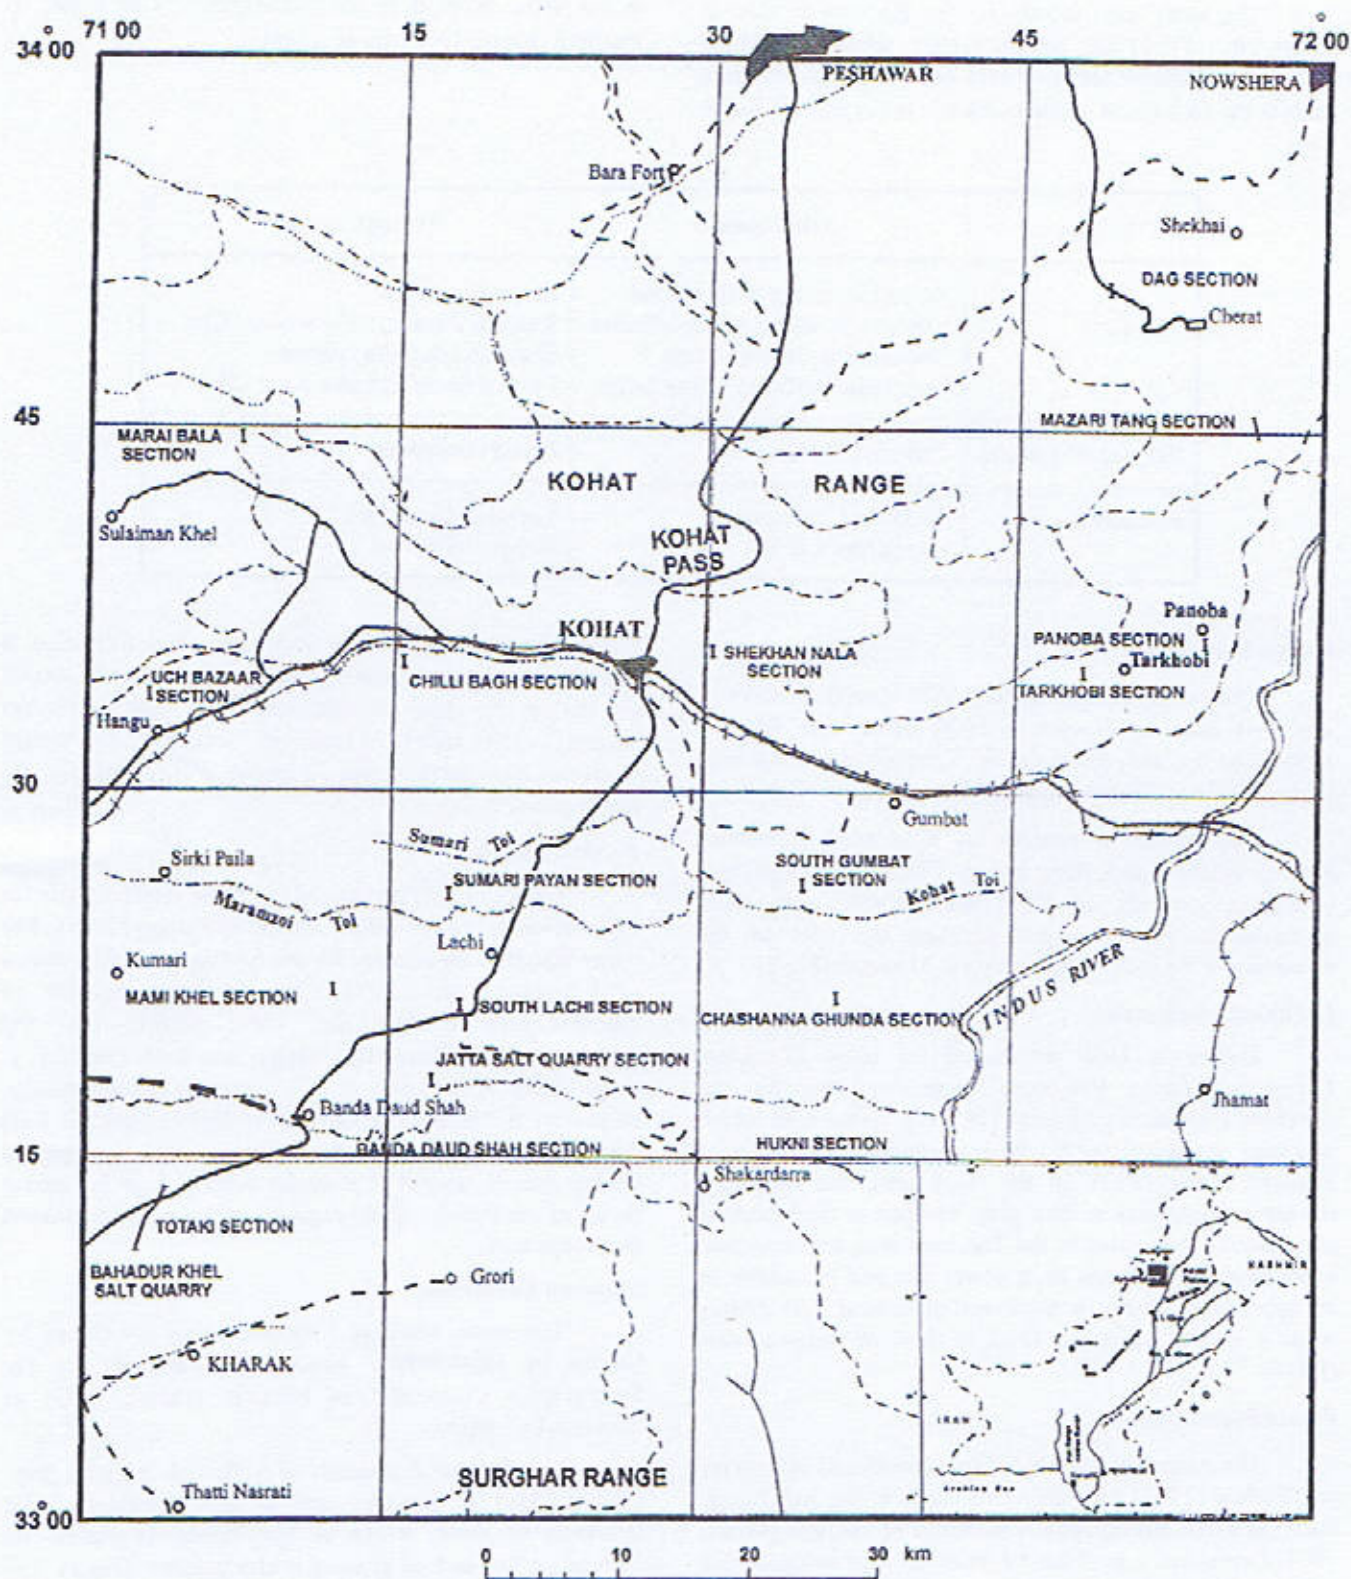 71 00
15
30
45
72 00
34 00
PESHAWAR
NOWSHERA
Bara Fort
Shekhai
DAG SECTION
Cherat
45
MARAI BALA
SECTION
MAZARI TANG SECTION
KOHAT
RANGE
Sulaiman Khel
KOHAT
PASS
Panoba
KOHAT
PANOBA SECTION
SHEKHAN NALA
SECTION
Tarkhobi
UCH BAZAAR
SECTION
CHILLI BAGH SECTION
TARKHOBI SECTION
Hangu
30
Gumbat
Sumari Toi
Sirki Paila
SOUTH GUMBAT
SECTION
SUMARI PAYAN SECTION
Kohat Toi
Maramzoi Toi
Lachi
Kumari
MAMI KHEL SECTION
SOUTH LACHI SECTION
CHASHANNA GHUNDA SECTION
INDUS RIVER
JATTA SALT QUARRY SECTION
Banda Daud Shah
Jhamat
BANDA DAUD SHAH SECTION
HUKNI SECTION
15
Shakardarra
TOTAKI SECTION
BAHADUR KHEL
SALT QUARRY
Grori
KASHMIR
KHARAK
IRAN
Arabian Sea
SURGHAR RANGE
Thatti Nasrati
33 00
0 10 20 30 km